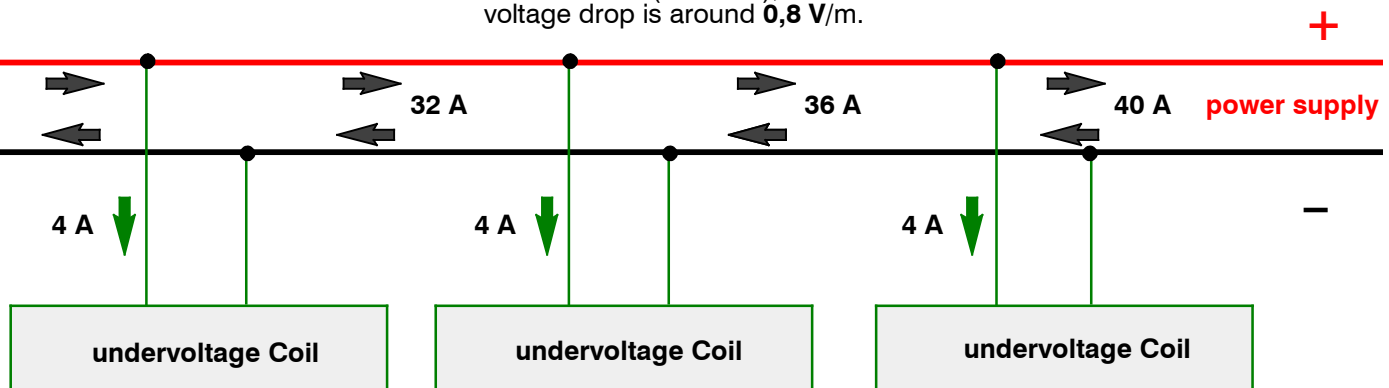 voltage drop is around 0,8 V/m.
+
32 A
36 A
40 A
power supply
–
4 A
4 A
4 A
undervoltage Coil
undervoltage Coil
undervoltage Coil